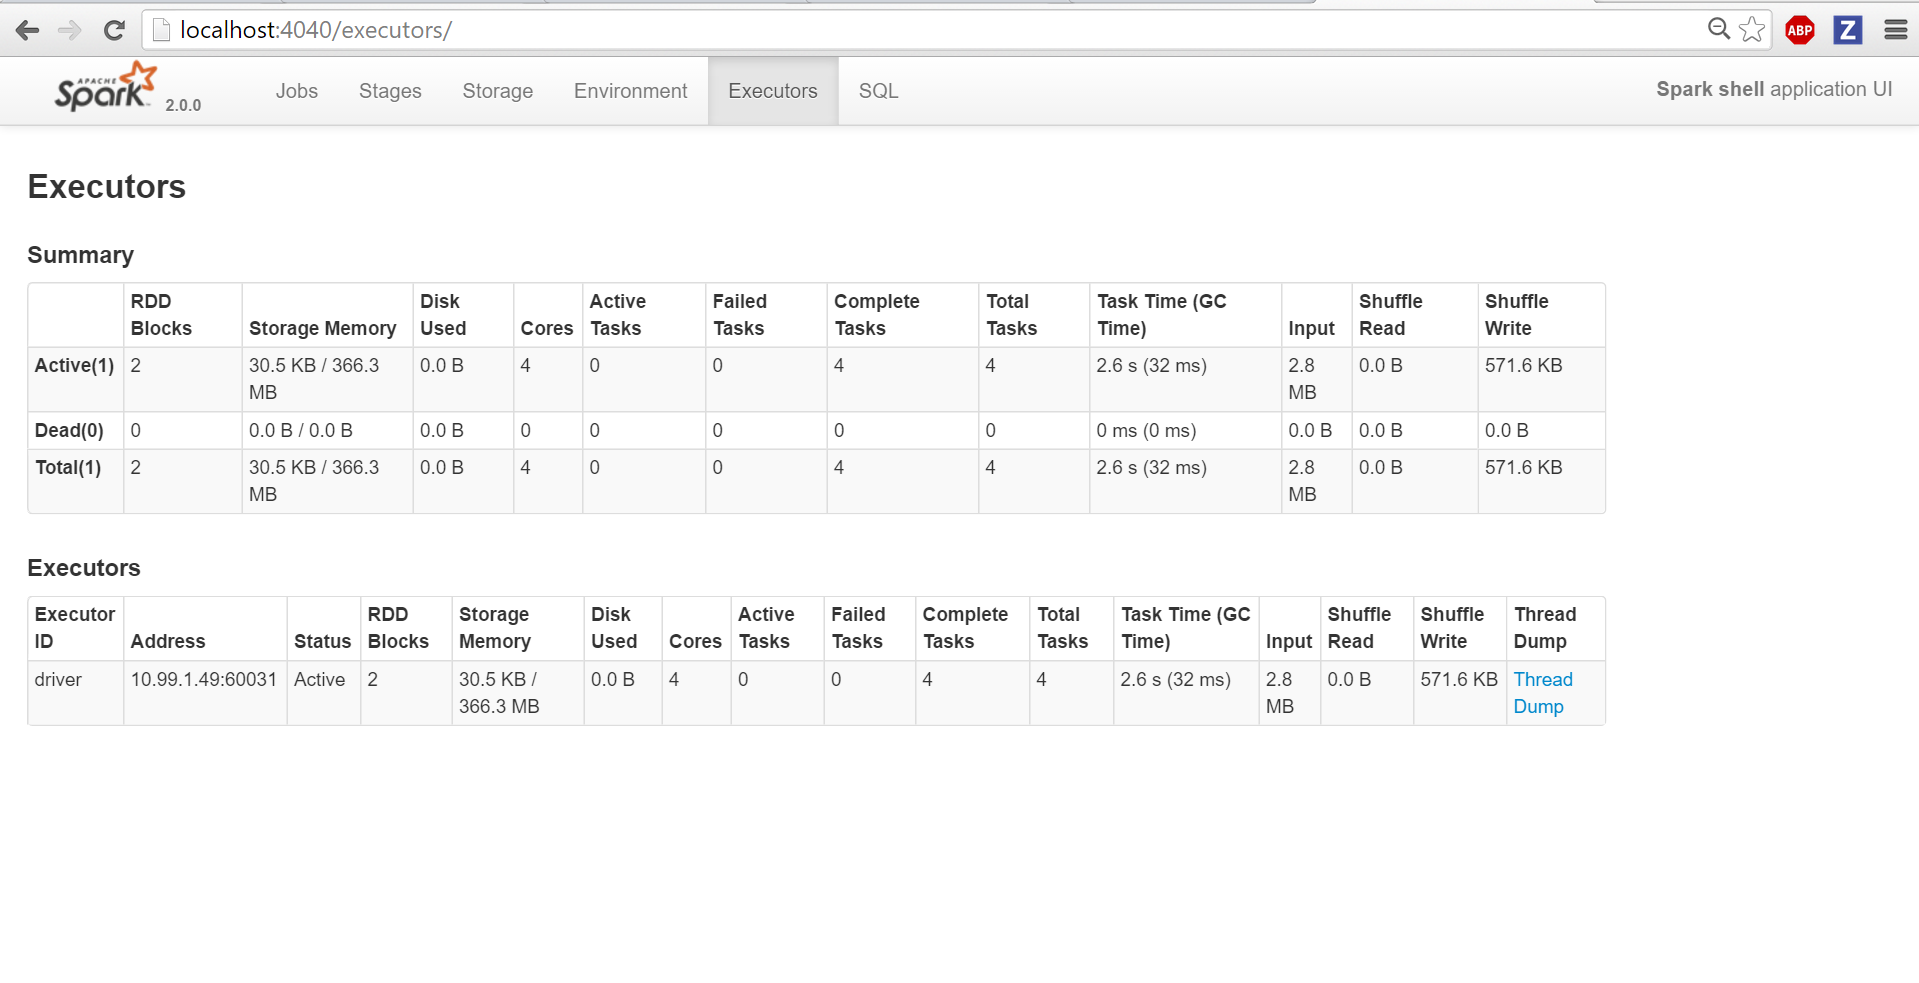 localhost:4040/executors/
ABP
Z
APACHE
Spark 2.0.0 Jobs Stages Storage Environment Executors SQL Spark shell application UI
Executors
Summary
RDD Blocks Storage Memory Disk Used Cores Active Tasks Failed Tasks Complete Tasks Total Tasks Task Time (GC Time) Input Shuffle Read Shuffle Write
Active(1) 2 30.5 KB / 366.3 MB 0.0 B 4 0 0 4 4 2.6 s (32 ms) 2.8 MB 0.0 B 571.6 KB
Dead(0) 0 0.0 B / 0.0 B 0.0 B 0 0 0 0 0 0 ms (0 ms) 0.0 B 0.0 B 0.0 B
Total(1) 2 30.5 KB / 366.3 MB 0.0 B 4 0 0 4 4 2.6 s (32 ms) 2.8 MB 0.0 B 571.6 KB
Executors
Executor ID Address Status RDD Blocks Storage Memory Disk Used Cores Active Tasks Failed Tasks Complete Tasks Total Tasks Task Time (GC Time) Input Shuffle Read Shuffle Write Thread Dump
driver 10.99.1.49:60031 Active 2 30.5 KB / 366.3 MB 0.0 B 4 0 0 4 4 2.6 s (32 ms) 2.8 MB 0.0 B 571.6 KB Thread Dump